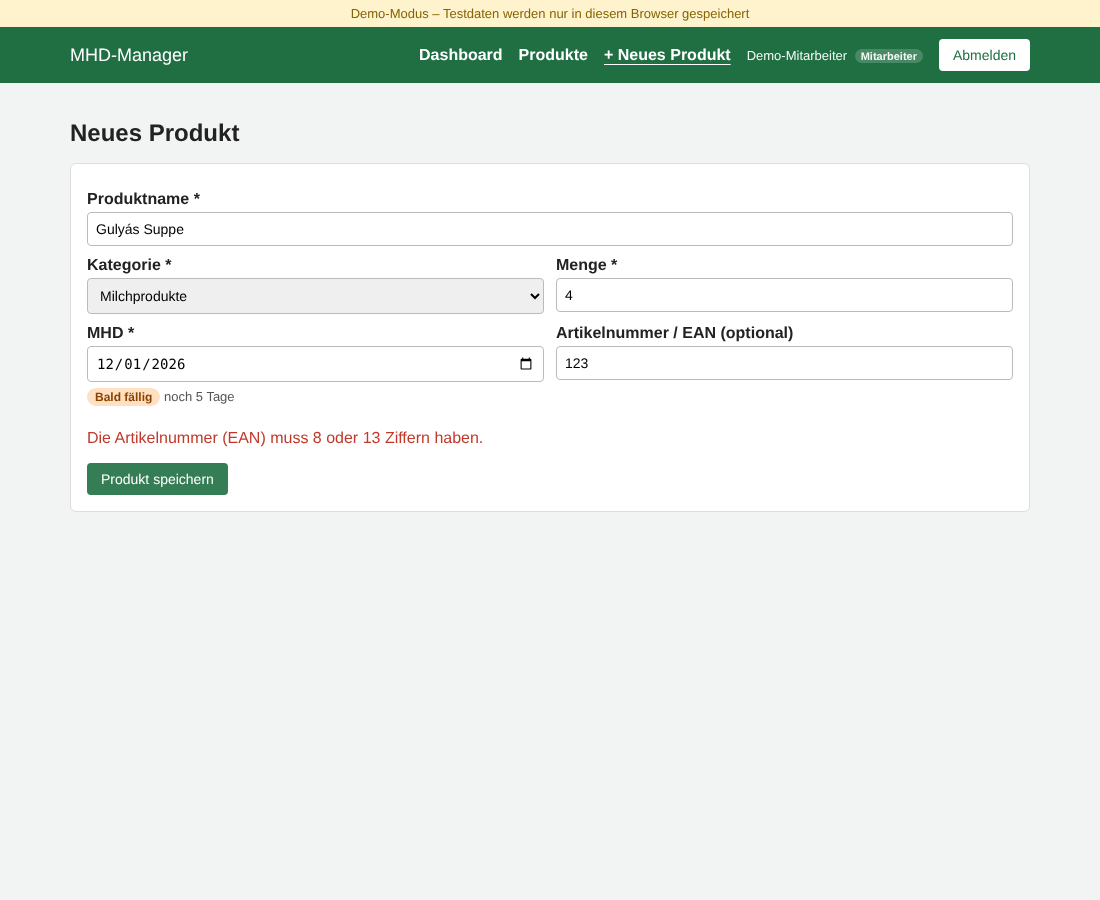 Demo-Modus – Testdaten werden nur in diesem Browser gespeichert
MHD-Manager Dashboard Produkte + Neues Produkt Demo-Mitarbeiter Mitarbeiter Abmelden
Neues Produkt
Produktname *
Gulyás Suppe
Kategorie * Menge *
Milchprodukte 4
MHD * Artikelnummer / EAN (optional)
12/01/2026 123
Bald fällig noch 5 Tage
Die Artikelnummer (EAN) muss 8 oder 13 Ziffern haben.
Produkt speichern